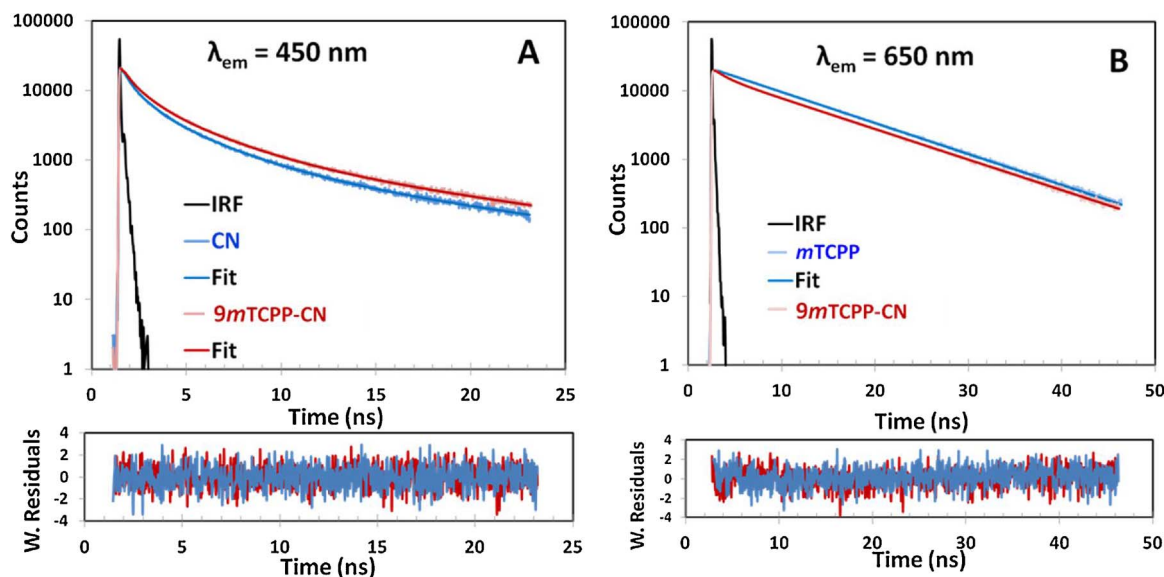 100000
10000
1000
100
10
1
Counts
λem = 450 nm
A
IRF
CN
Fit
9mTCPP-CN
Fit
0 5 10 15 20 25
Time (ns)
4
2
0
-2
-4
W. Residuals
0 5 10 15 20 25
Time (ns)
100000
10000
1000
100
10
1
Counts
λem = 650 nm
B
IRF
mTCPP
Fit
9mTCPP-CN
0 10 20 30 40 50
Time (ns)
4
2
0
-2
-4
W. Residuals
0 10 20 30 40 50
Time (ns)